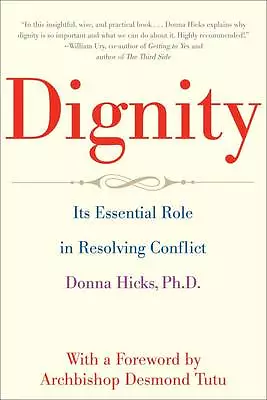 "In this insightful, wise, and practical book . . . . Donna Hicks explains why
dignity is so important and what we can do about it. Highly recommended!"
–William Ury, co-author of Getting to Yes and
author of The Third Side
Dignity
Its Essential Role
in Resolving Conflict
Donna Hicks, Ph.D.
With a Foreword by
Archbishop Desmond Tutu